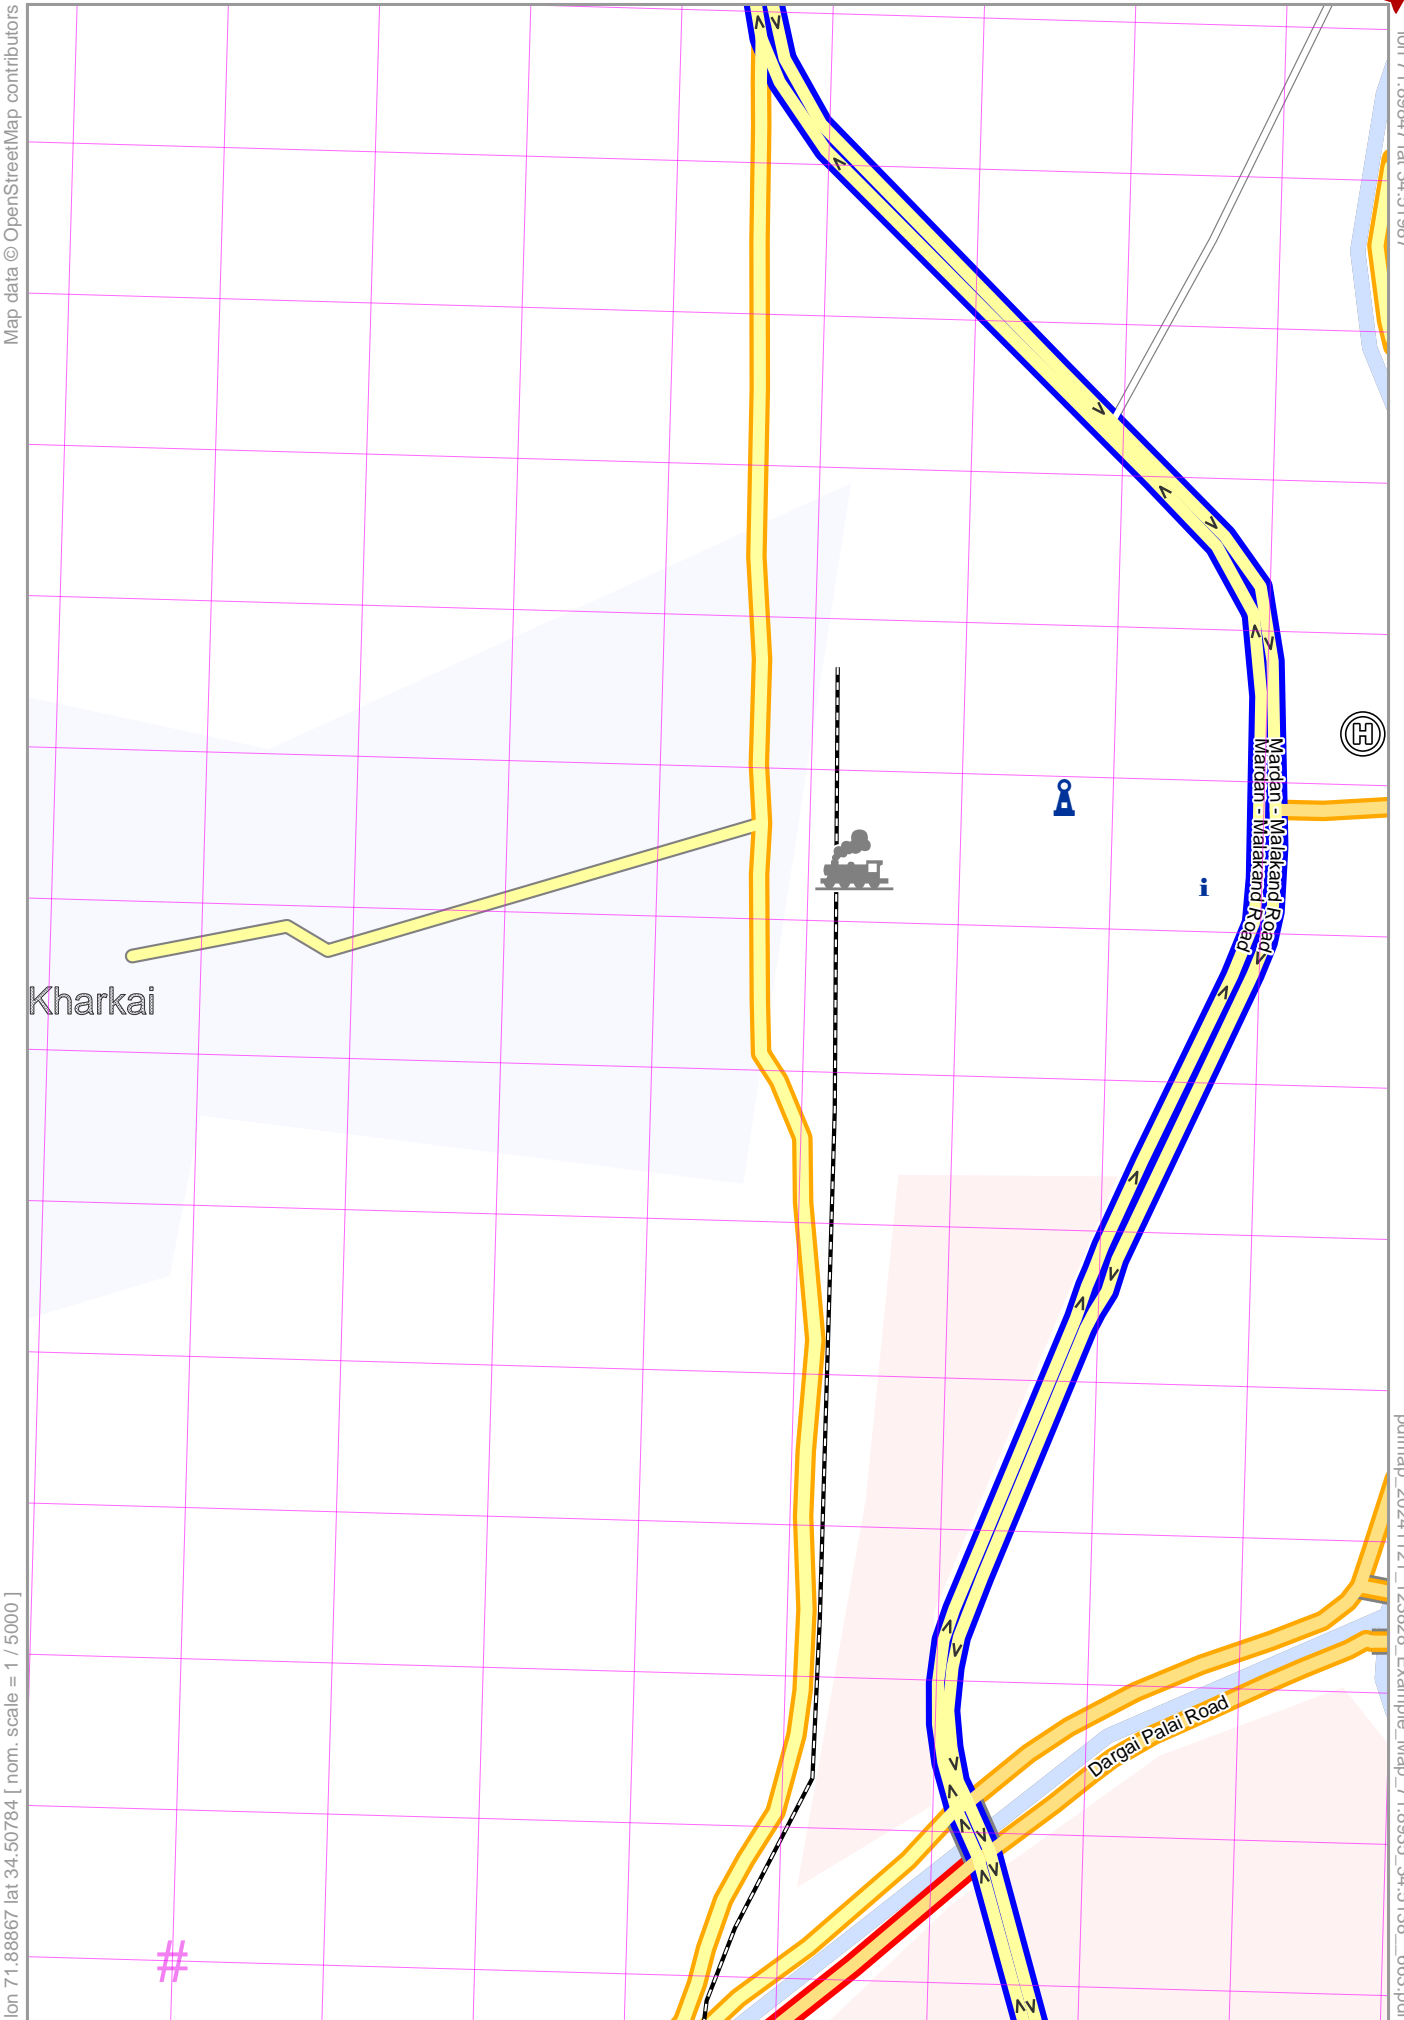 Map data © OpenStreetMap contributors
Mardan - Malakand Road
Mardan - Malakand Road
i
H
Kharkai
Dargai Palai Road
#
lon 71.88867 lat 34.50784 [ nom. scale = 1 / 5000 ]